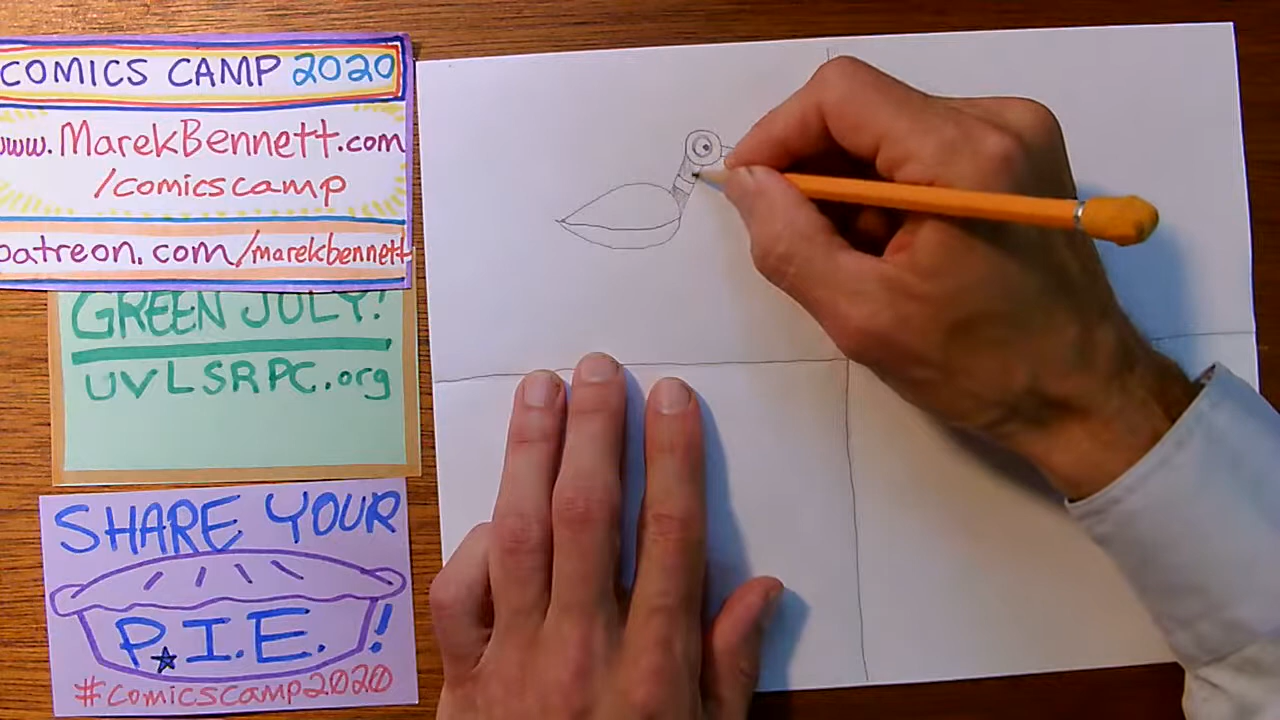 COMICS CAMP 2020
www.MarekBennett.com
/comicscamp
patreon.com/marekbennett
GREEN JULY!
UVLSRPC.org
SHARE YOUR
P.I.E.!
#comicscamp2020